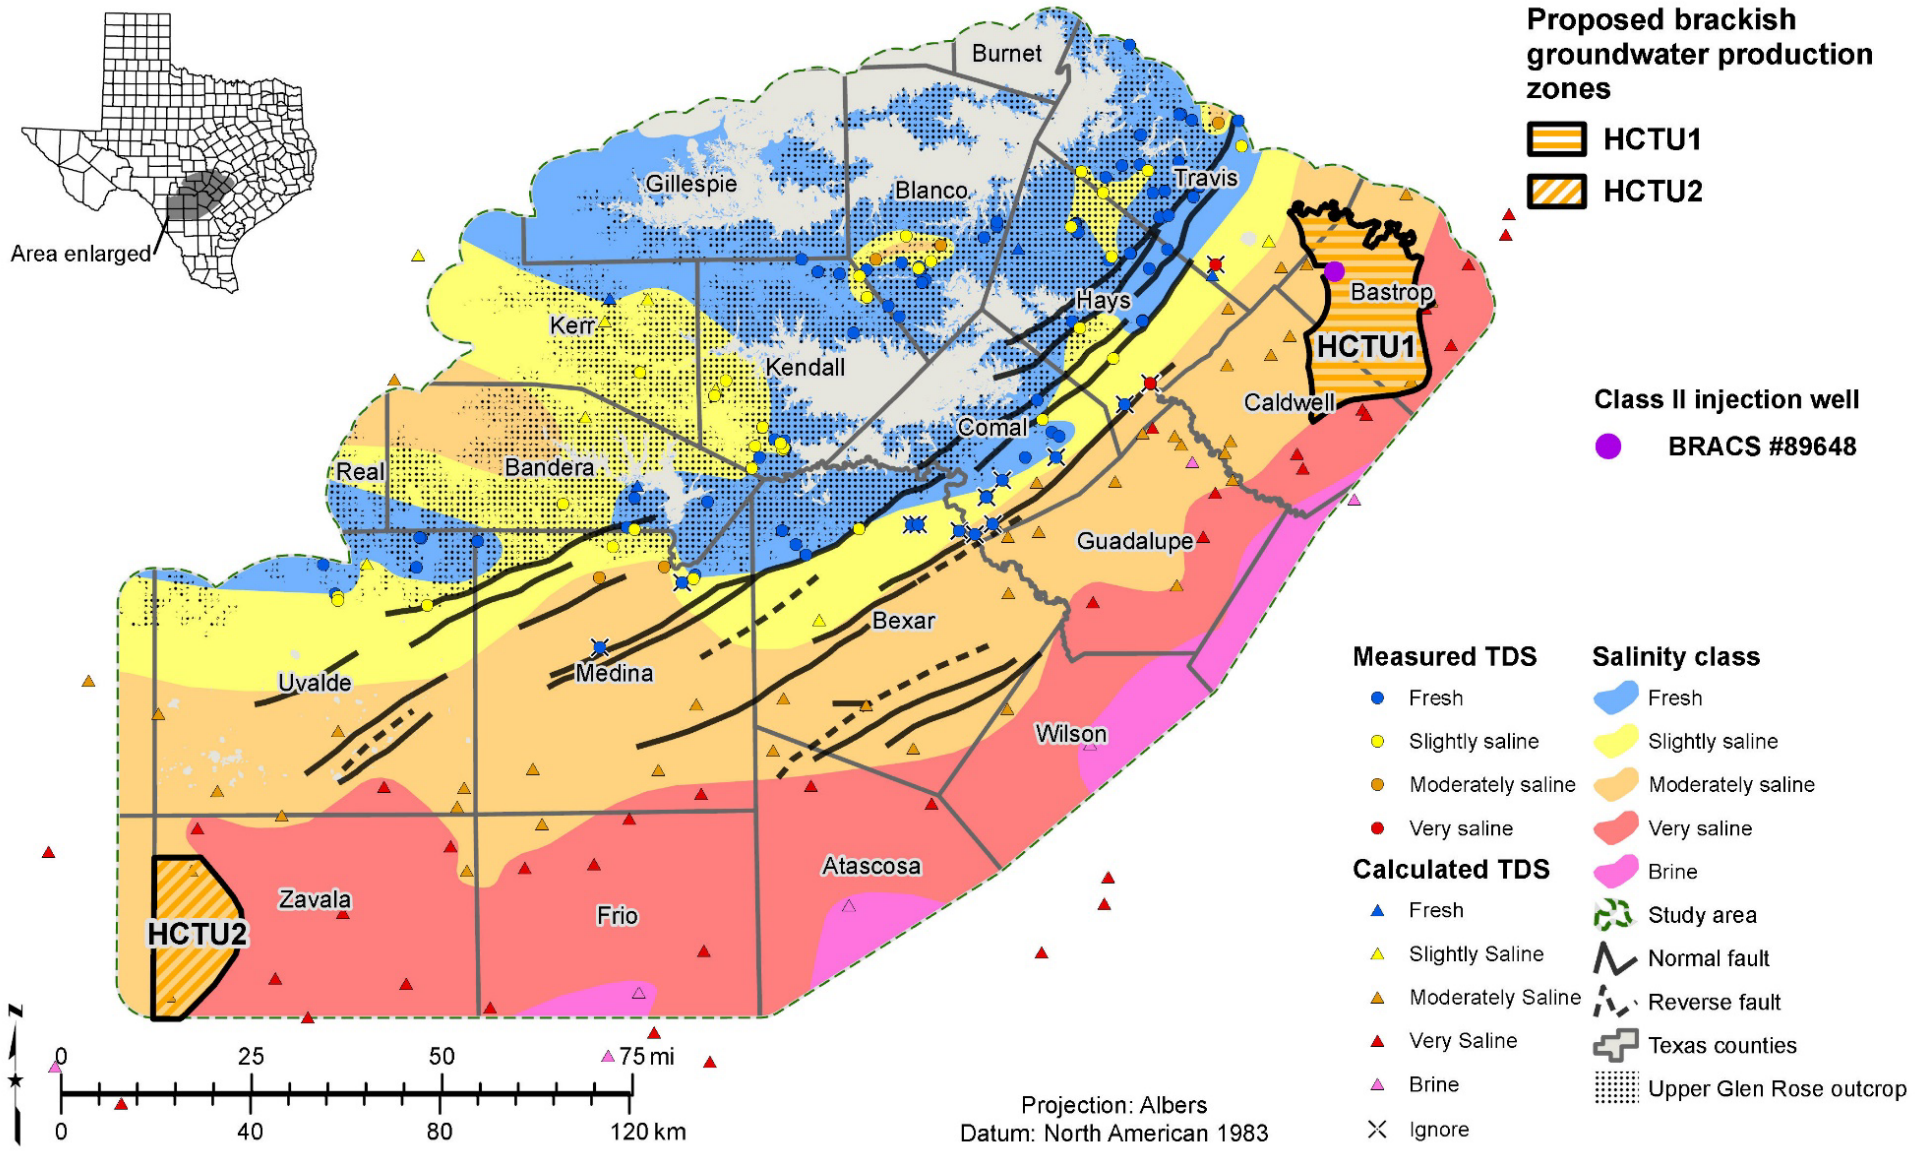 Proposed brackish
groundwater production
zones
HCTU1
HCTU2
Class II injection well
BRACS #89648
Area enlarged
Burnet
Gillespie
Blanco
Travis
Kerr
Hays
Bastrop
Kendall
HCTU1
Caldwell
Comal
Real
Bandera
Guadalupe
Bexar
Medina
Uvalde
Wilson
Atascosa
Zavala
Frio
HCTU2
Measured TDS
Fresh
Slightly saline
Moderately saline
Very saline
Calculated TDS
Fresh
Slightly Saline
Moderately Saline
Very Saline
Brine
Ignore
Salinity class
Fresh
Slightly saline
Moderately saline
Very saline
Brine
Study area
Normal fault
Reverse fault
Texas counties
Upper Glen Rose outcrop
Z
0 25 50 75 mi
0 40 80 120 km
Projection: Albers
Datum: North American 1983